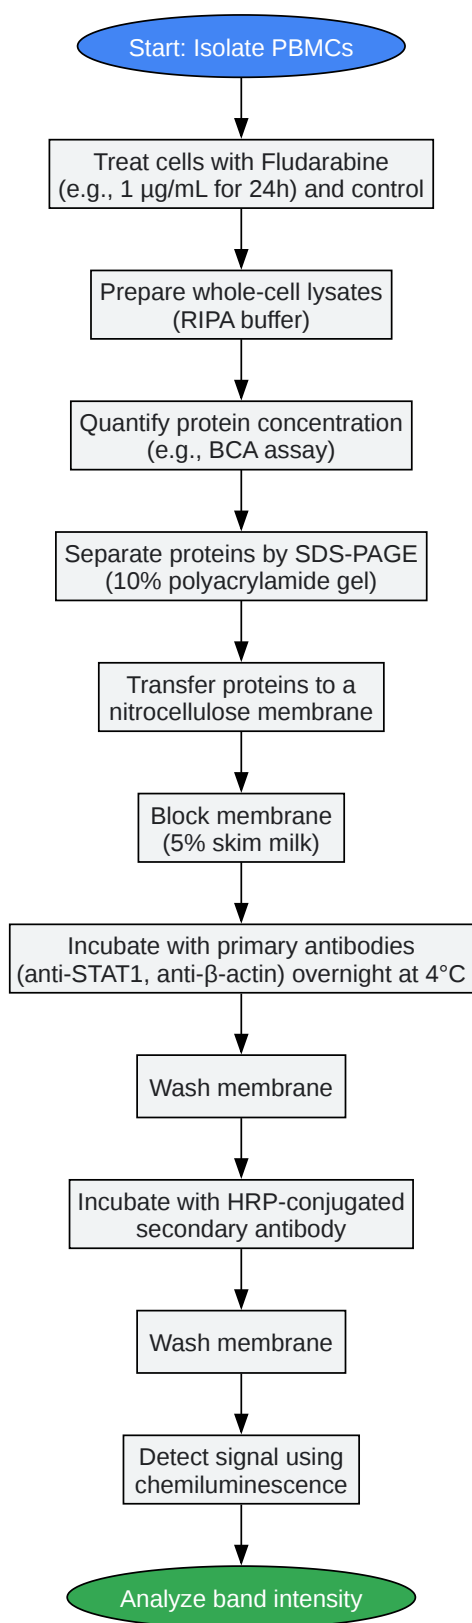 Start: Isolate PBMCs
Treat cells with Fludarabine
(e.g., 1 µg/mL for 24h) and control
Prepare whole-cell lysates
(RIPA buffer)
Quantify protein concentration
(e.g., BCA assay)
Separate proteins by SDS-PAGE
(10% polyacrylamide gel)
Transfer proteins to a
nitrocellulose membrane
Block membrane
(5% skim milk)
Incubate with primary antibodies
(anti-STAT1, anti-β-actin) overnight at 4°C
Wash membrane
Incubate with HRP-conjugated
secondary antibody
Wash membrane
Detect signal using
chemiluminescence
Analyze band intensity